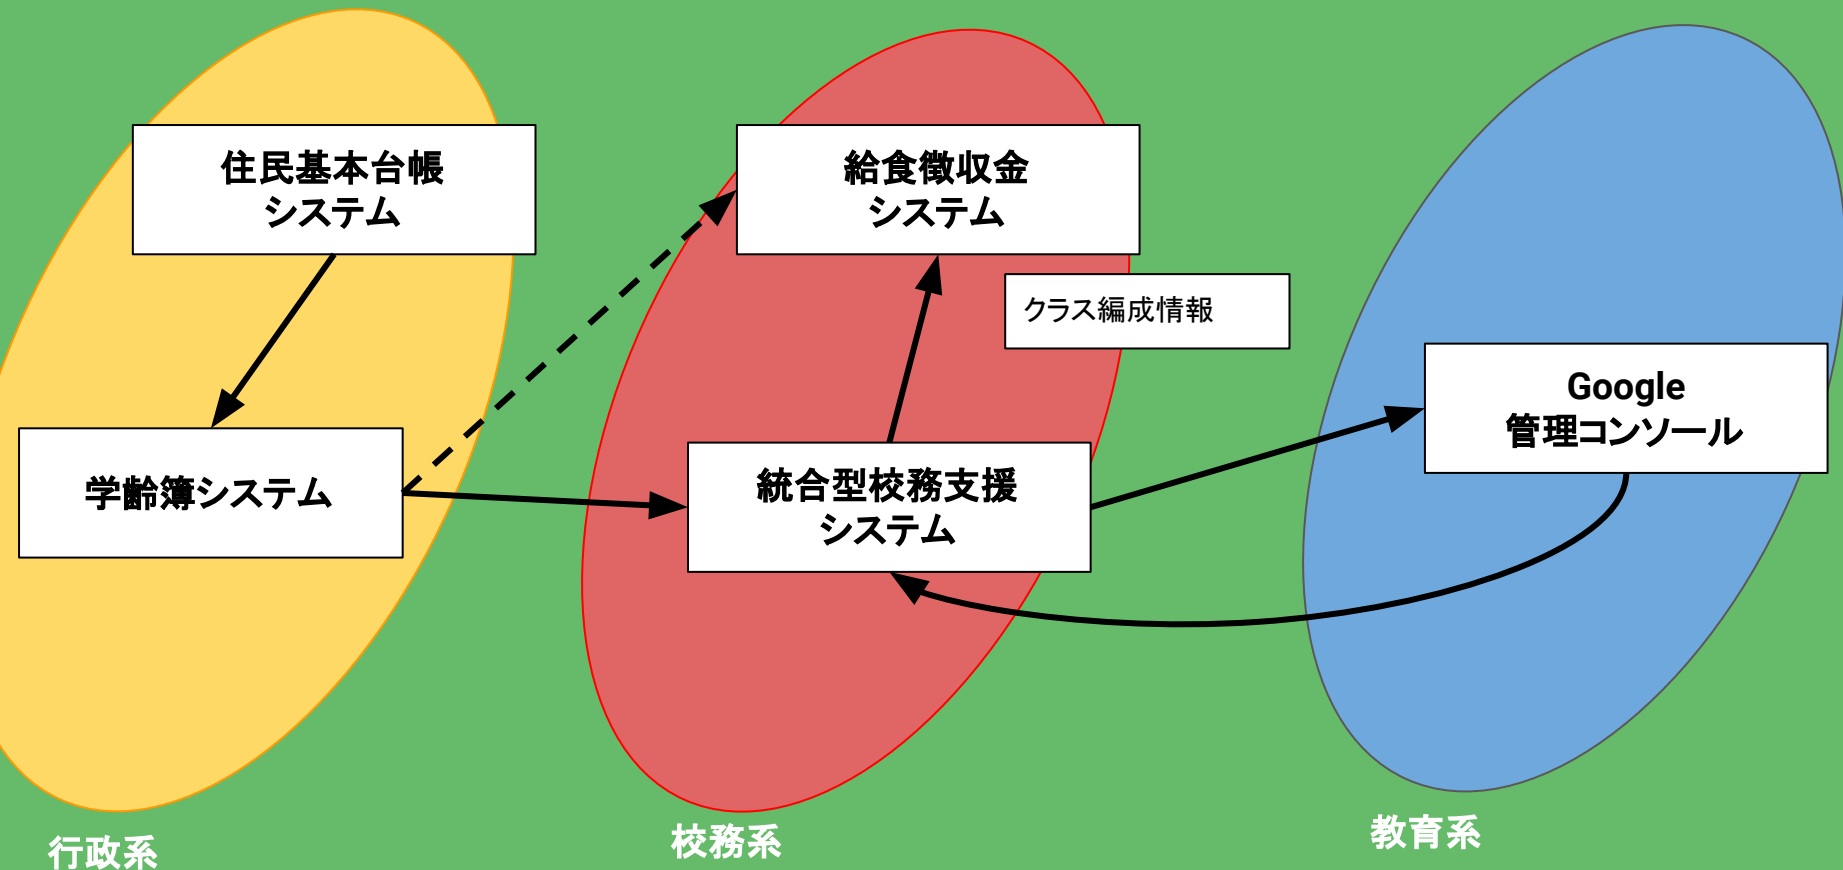 住民基本台帳
システム
給食徴収金
システム
クラス編成情報
Google
管理コンソール
学齢簿システム
統合型校務支援
システム
行政系
校務系
教育系